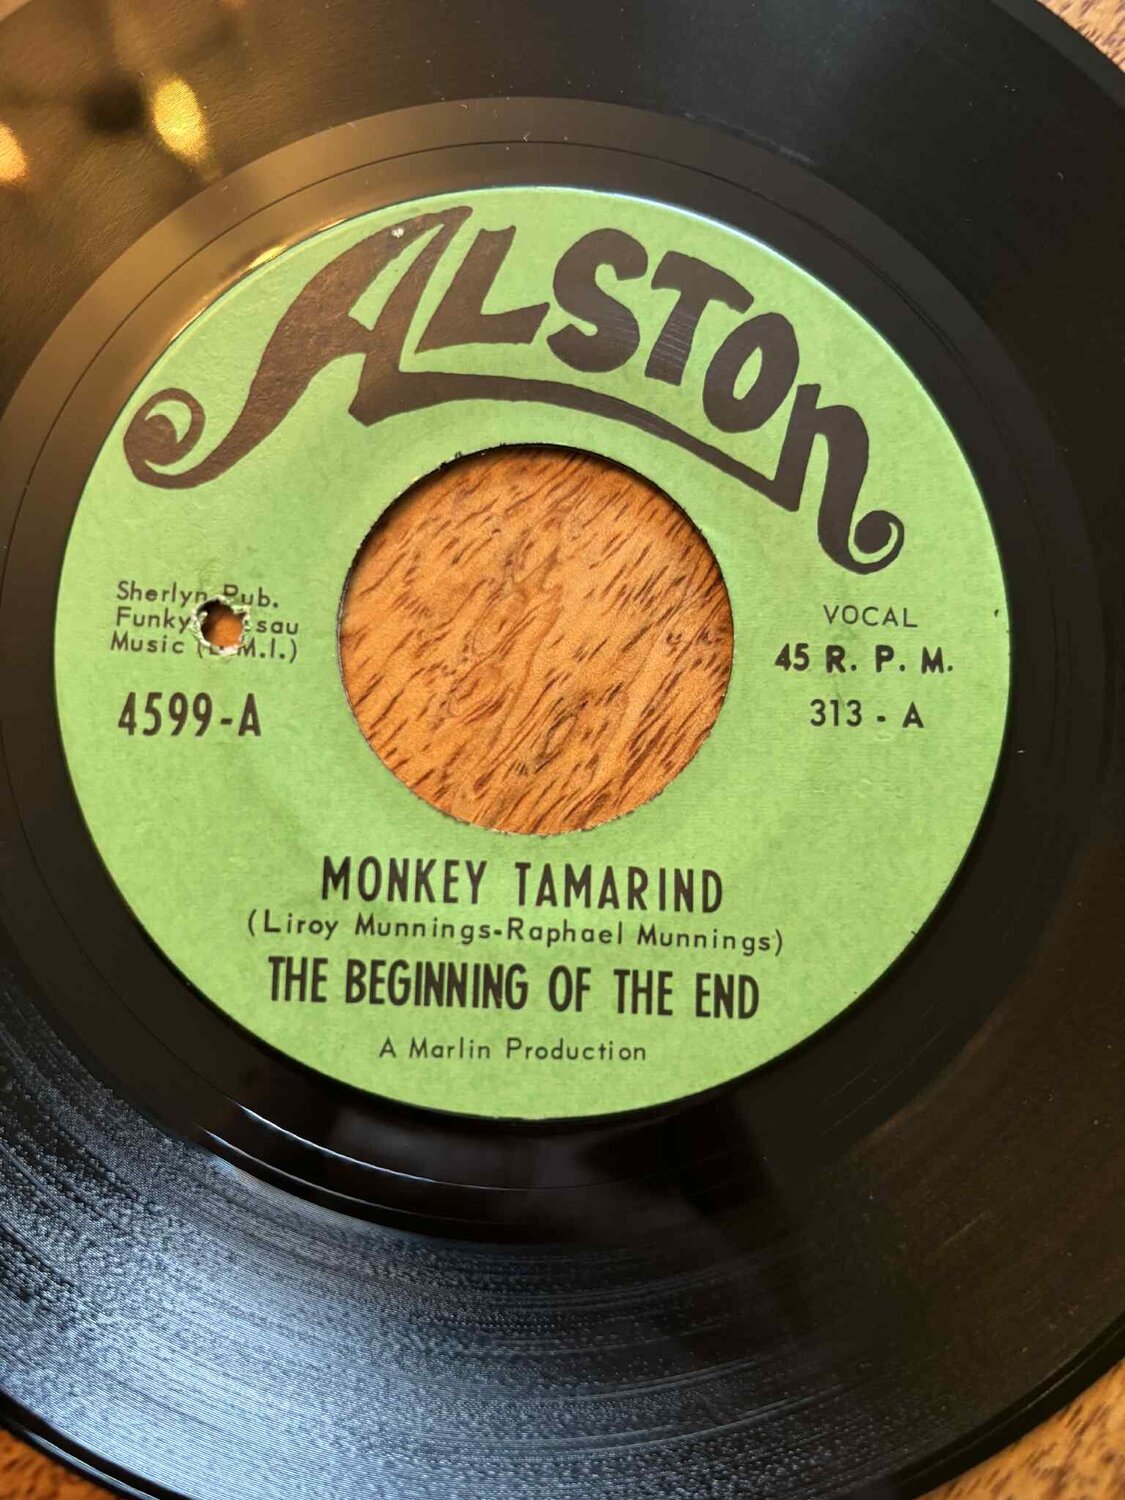 ALSTON
Sherlyn Pub.
Funky sau
Music ( M.I.)
4599-A
VOCAL
45 R. P. M.
313 - A
MONKEY TAMARIND
(Liroy Munnings-Raphael Munnings)
THE BEGINNING OF THE END
A Marlin Production